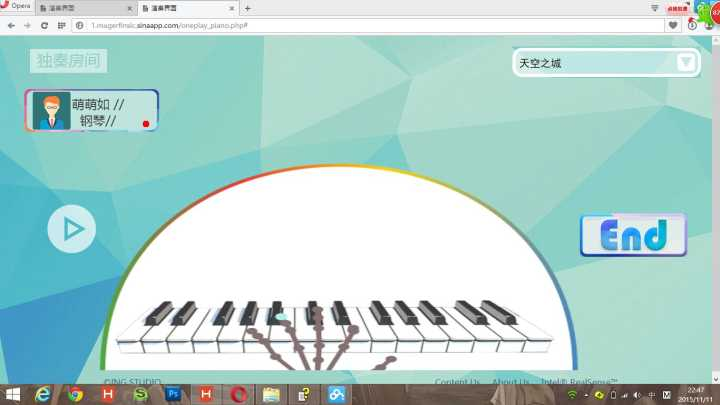 Opera
演奏界面
演奏界面
1.magerfinsic.sinaapp.com/oneplay_piano.php#
独奏房间
天空之城
萌萌如 //
钢琴//
End
©ING STUDIO
Content Us About Us Intel® RealSense™
22:47
2015/11/11